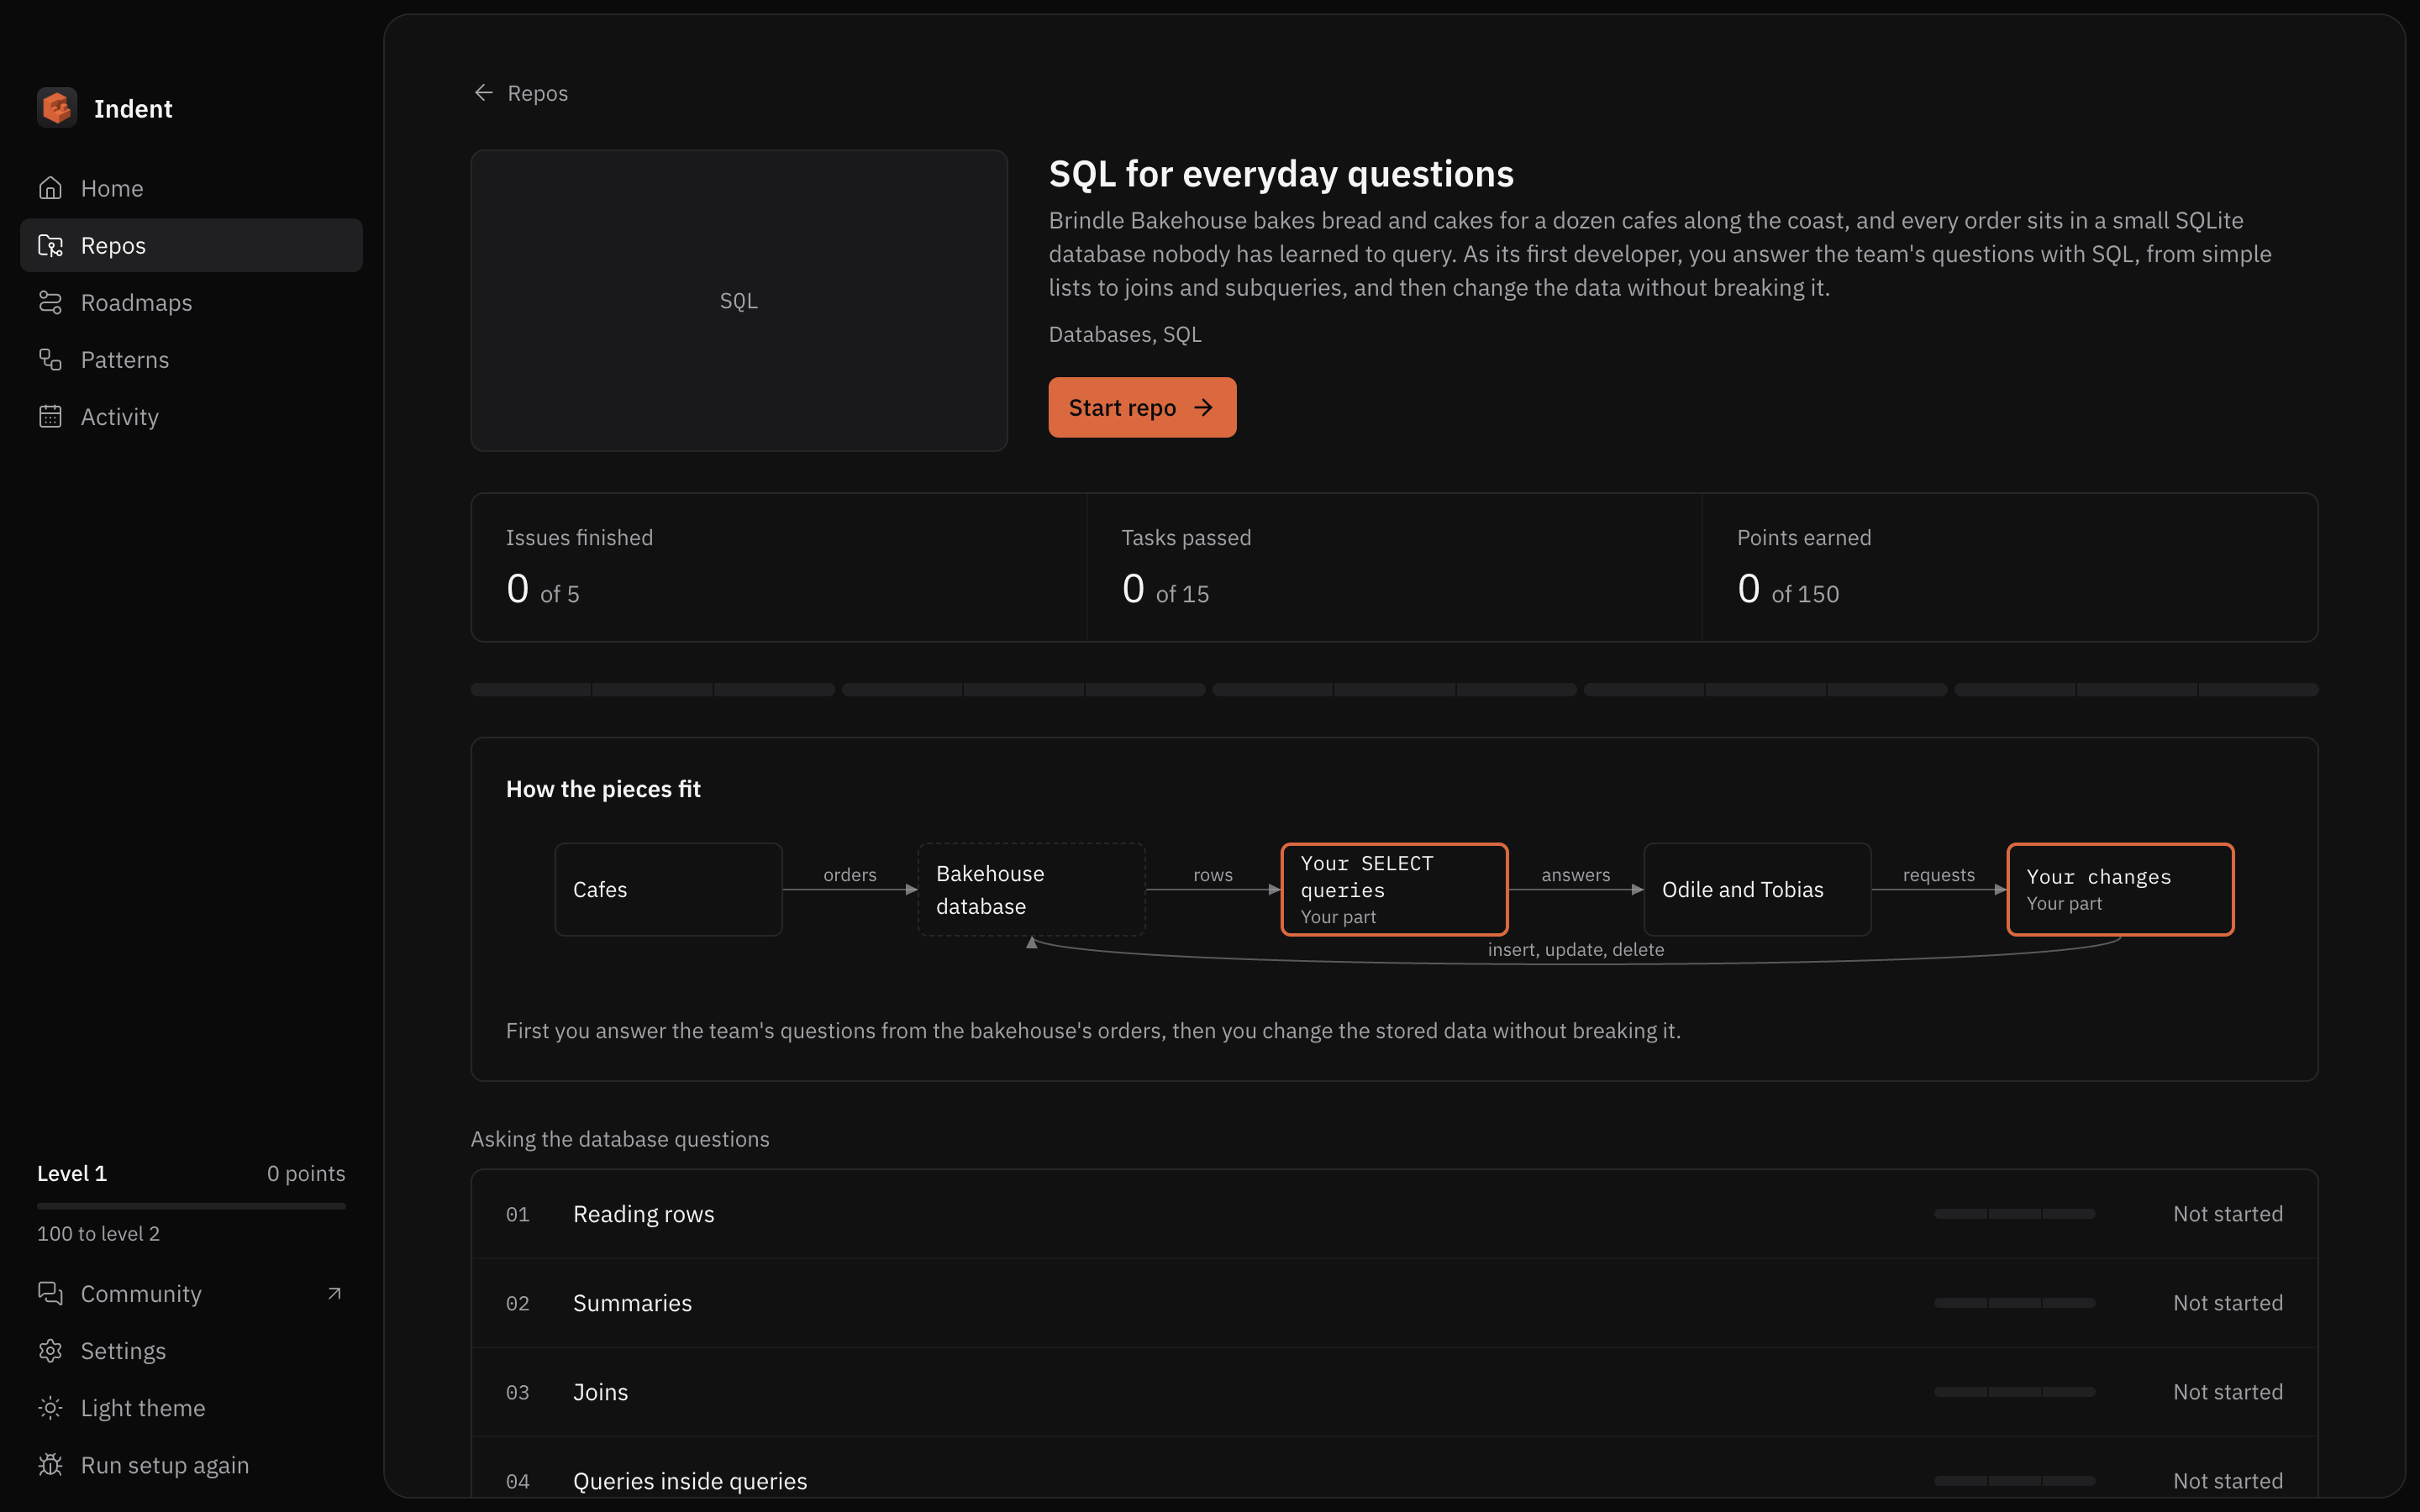 Indent
Home
Repos
Roadmaps
Patterns
Activity
Level 1
0 points
100 to level 2
Community
Settings
Light theme
Run setup again
Repos
SQL
SQL for everyday questions
Brindle Bakehouse bakes bread and cakes for a dozen cafes along the coast, and every order sits in a small SQLite
database nobody has learned to query. As its first developer, you answer the team's questions with SQL, from simple
lists to joins and subqueries, and then change the data without breaking it.
Databases, SQL
Start repo
Issues finished
0 of 5
Tasks passed
0 of 15
Points earned
0 of 150
How the pieces fit
Cafes
orders
Bakehouse
database
rows
Your SELECT
queries
Your part
answers
Odile and Tobias
requests
Your changes
Your part
insert, update, delete
First you answer the team's questions from the bakehouse's orders, then you change the stored data without breaking it.
Asking the database questions
01 Reading rows Not started
02 Summaries Not started
03 Joins Not started
04 Queries inside queries Not started